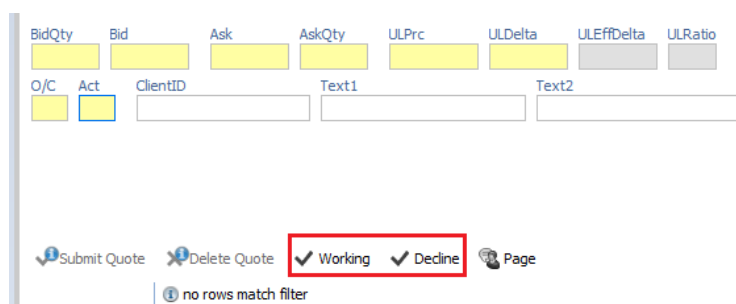 BidQty Bid Ask AskQty ULPrc ULDelta ULEffDelta ULRatio
O/C Act ClientID Text1 Text2
Submit Quote Delete Quote Working Decline Page
no rows match filter